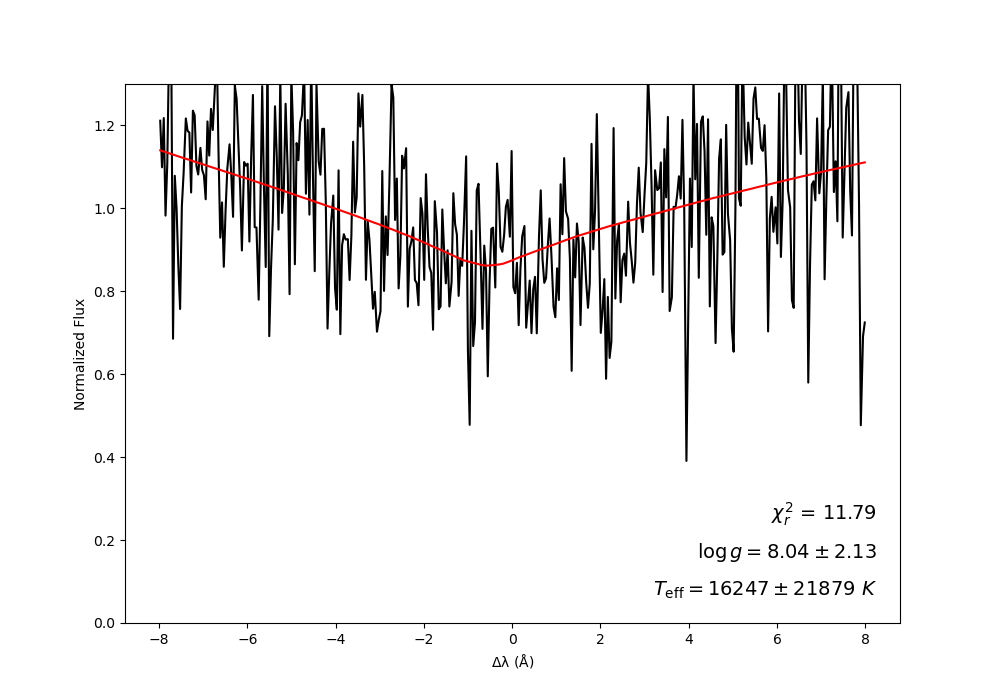 1.2
1.0
0.8
0.6
0.4
0.2
0.0
Normalized Flux
χ²ᵣ = 11.79
log g = 8.04 ± 2.13
T_eff = 16247 ± 21879 K
−8 −6 −4 −2 0 2 4 6 8
Δλ (Å)